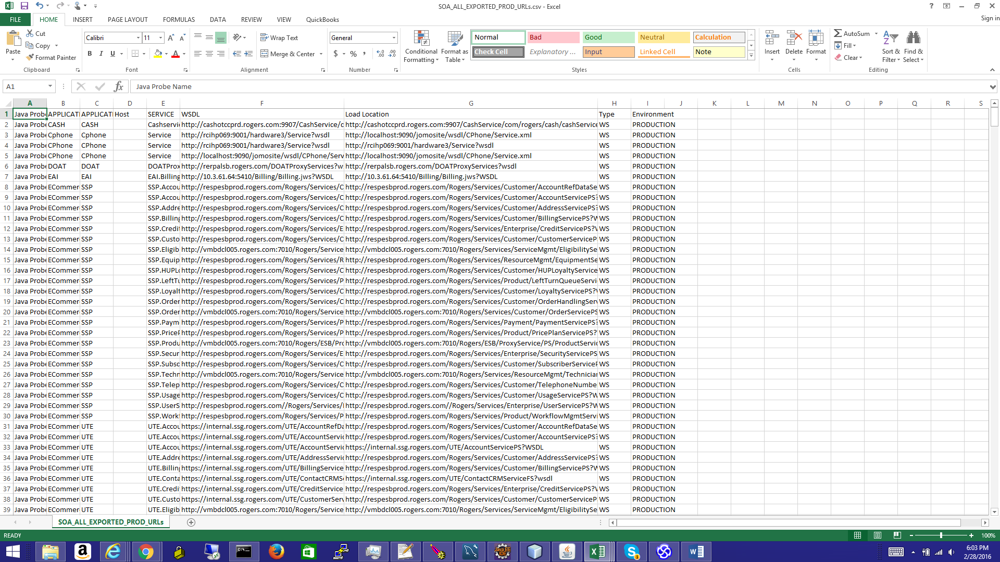 SOA_ALL_EXPORTED_PROD_URLs.csv - Excel
Sign in
FILE HOME INSERT PAGE LAYOUT FORMULAS DATA REVIEW VIEW QuickBooks
Paste Cut Copy Format Painter Clipboard
Calibri 11 B I U Font
Wrap Text Merge & Center Alignment
General $ % Number
Conditional Formatting Format as Table
Normal Bad Good Neutral Calculation
Check Cell Explanatory ... Input Linked Cell Note
Styles
Insert Delete Format Cells
AutoSum Fill Clear Sort & Filter Find & Select Editing
A1 fx Java Probe Name
A B C D E F G H I J K L M N O P Q R S
1 Java Probe APPLICATI APPLICATI Host SERVICE WSDL Load Location Type Environment
2 Java Probe CASH CASH Cashservic http://cashotccprd.rogers.com:9907/CashService/c http://cashotccprd.rogers.com:9907/CashService/com/rogers/cash/cashService WS PRODUCTION
3 Java Probe Cphone Cphone Service http://rcihp069:9001/hardware3/Service?wsdl http://localhost:9090/jomosite/wsdl/CPhone/Service.xml WS PRODUCTION
4 Java Probe CPhone CPhone Service http://rcihp069:9001/hardware3/Service?wsdl http://rcihp069:9001/hardware3/Service?wsdl WS PRODUCTION
5 Java Probe CPhone CPhone Service http://localhost:9090/jomosite/wsdl/CPhone/Serv http://localhost:9090/jomosite/wsdl/CPhone/Service.xml WS PRODUCTION
6 Java Probe DOAT DOAT DOATProx http://rerpalsb.rogers.com/DOATProxyServices?w http://rerpalsb.rogers.com/DOATProxyServices?wsdl WS PRODUCTION
7 Java Probe EAI EAI EAI.Billing http://10.3.61.64:5410/Billing/Billing.jws?WSDL http://10.3.61.64:5410/Billing/Billing.jws?WSDL WS PRODUCTION
8 Java Probe ECommer SSP SSP.Accou http://respesbprod.rogers.com/Rogers/Services/C http://respesbprod.rogers.com/Rogers/Services/Customer/AccountRefDataSe WS PRODUCTION
9 Java Probe ECommer SSP SSP.Accou http://respesbprod.rogers.com/Rogers/Services/C http://respesbprod.rogers.com/Rogers/Services/Customer/AccountServicePS? WS PRODUCTION
10 Java Probe ECommer SSP SSP.Addre http://respesbprod.rogers.com/Rogers/Services/C http://respesbprod.rogers.com/Rogers/Services/Customer/AddressServicePS? WS PRODUCTION
11 Java Probe ECommer SSP SSP.Billing http://respesbprod.rogers.com/Rogers/Services/C http://respesbprod.rogers.com/Rogers/Services/Customer/BillingServicePS?W WS PRODUCTION
12 Java Probe ECommer SSP SSP.Credit http://respesbprod.rogers.com/Rogers/Services/E http://respesbprod.rogers.com/Rogers/Services/Enterprise/CreditServicePS?W WS PRODUCTION
13 Java Probe ECommer SSP SSP.Custo http://respesbprod.rogers.com/Rogers/Services/C http://respesbprod.rogers.com/Rogers/Services/Customer/CustomerServiceP WS PRODUCTION
14 Java Probe ECommer SSP SSP.Eligib http://vmbdcl005.rogers.com:7010/Rogers/Service http://vmbdcl005.rogers.com:7010/Rogers/Services/ServiceMgmt/EligibilitySe WS PRODUCTION
15 Java Probe ECommer SSP SSP.Equip http://respesbprod.rogers.com/Rogers/Services/R http://respesbprod.rogers.com/Rogers/Services/ResourceMgmt/EquipmentSe WS PRODUCTION
16 Java Probe ECommer SSP SSP.HUPLo http://respesbprod.rogers.com/Rogers/Services/C http://respesbprod.rogers.com/Rogers/Services/Customer/HUPLoyaltyService WS PRODUCTION
17 Java Probe ECommer SSP SSP.LeftTu http://respesbprod.rogers.com/Rogers/Services/P http://respesbprod.rogers.com/Rogers/Services/Product/LeftTurnQueueServi WS PRODUCTION
18 Java Probe ECommer SSP SSP.Loyalt http://respesbprod.rogers.com/Rogers/Services/C http://respesbprod.rogers.com/Rogers/Services/Customer/LoyaltyServicePS?W WS PRODUCTION
19 Java Probe ECommer SSP SSP.Order http://respesbprod.rogers.com/Rogers/Services/C http://respesbprod.rogers.com/Rogers/Services/Customer/OrderHandlingServ WS PRODUCTION
20 Java Probe ECommer SSP SSP.Order http://vmbdcl005.rogers.com:7010/Rogers/Service http://vmbdcl005.rogers.com:7010/Rogers/Services/Customer/OrderServicePS WS PRODUCTION
21 Java Probe ECommer SSP SSP.Paym http://respesbprod.rogers.com/Rogers/Services/P http://respesbprod.rogers.com/Rogers/Services/Payment/PaymentServicePS? WS PRODUCTION
22 Java Probe ECommer SSP SSP.PriceP http://respesbprod.rogers.com/Rogers/Services/P http://respesbprod.rogers.com/Rogers/Services/Product/PricePlanServicePS? WS PRODUCTION
23 Java Probe ECommer SSP SSP.Produ http://vmbdcl005.rogers.com:7010/Rogers/ESB/Pro http://vmbdcl005.rogers.com:7010/Rogers/ESB/ProxyService/PS/ProductServic WS PRODUCTION
24 Java Probe ECommer SSP SSP.Secur http://respesbprod.rogers.com/Rogers/Services/E http://respesbprod.rogers.com/Rogers/Services/Enterprise/SecurityServicePS WS PRODUCTION
25 Java Probe ECommer SSP SSP.Subsc http://respesbprod.rogers.com/Rogers/Services/C http://respesbprod.rogers.com/Rogers/Services/Customer/SubscriberServiceP WS PRODUCTION
26 Java Probe ECommer SSP SSP.Techn http://vmbdcl005.rogers.com:7010/Rogers/Service http://vmbdcl005.rogers.com:7010/Rogers/Services/ResourceMgmt/Technician WS PRODUCTION
27 Java Probe ECommer SSP SSP.Telep http://respesbprod.rogers.com/Rogers/Services/C http://respesbprod.rogers.com/Rogers/Services/Customer/TelephoneNumbe WS PRODUCTION
28 Java Probe ECommer SSP SSP.Usage http://respesbprod.rogers.com/Rogers/Services/C http://respesbprod.rogers.com/Rogers/Services/Customer/UsageServicePS?W WS PRODUCTION
29 Java Probe ECommer SSP SSP.UserS http://respesbprod.rogers.com//Rogers/Services/ http://respesbprod.rogers.com//Rogers/Services/Enterprise/UserServicePS?W WS PRODUCTION
30 Java Probe ECommer SSP SSP.Workf http://respesbprod.rogers.com/Rogers/Services/P http://respesbprod.rogers.com/Rogers/Services/Product/WorkflowMgmtServi WS PRODUCTION
31 Java Probe ECommer UTE UTE.Accou https://internal.ssg.rogers.com/UTE/AccountRefDa http://respesbprod.rogers.com/Rogers/Services/Customer/AccountRefDataSe WS PRODUCTION
32 Java Probe ECommer UTE UTE.Accou https://internal.ssg.rogers.com/UTE/AccountServic http://respesbprod.rogers.com/Rogers/Services/Customer/AccountServicePS? WS PRODUCTION
33 Java Probe ECommer UTE UTE.Accou https://internal.ssg.rogers.com/UTE/AccountServic https://internal.ssg.rogers.com/UTE/AccountServicePS?WSDL WS PRODUCTION
34 Java Probe ECommer UTE UTE.Addre https://internal.ssg.rogers.com/UTE/AddressServic http://respesbprod.rogers.com/Rogers/Services/Customer/AddressServicePS? WS PRODUCTION
35 Java Probe ECommer UTE UTE.Billing https://internal.ssg.rogers.com/UTE/BillingService http://respesbprod.rogers.com/Rogers/Services/Customer/BillingServicePS?W WS PRODUCTION
36 Java Probe ECommer UTE UTE.Conta https://internal.ssg.rogers.com/UTE/ContactCRMSe https://internal.ssg.rogers.com/UTE/ContactCRMServiceFS?wsdl WS PRODUCTION
37 Java Probe ECommer UTE UTE.Credit https://internal.ssg.rogers.com/UTE/CreditService http://respesbprod.rogers.com/Rogers/Services/Enterprise/CreditServicePS?W WS PRODUCTION
38 Java Probe ECommer UTE UTE.Custo https://internal.ssg.rogers.com/UTE/CustomerServ http://respesbprod.rogers.com/Rogers/Services/Customer/CustomerServiceP WS PRODUCTION
39 Java Probe ECommer UTE UTE.Eligib http://vmbdcl005.rogers.com:7010/Rogers/Service http://vmbdcl005.rogers.com:7010/Rogers/Services/ServiceMgmt/EligibilitySe WS PRODUCTION
SOA_ALL_EXPORTED_PROD_URLs
READY 100%
6:03 PM
2/28/2016